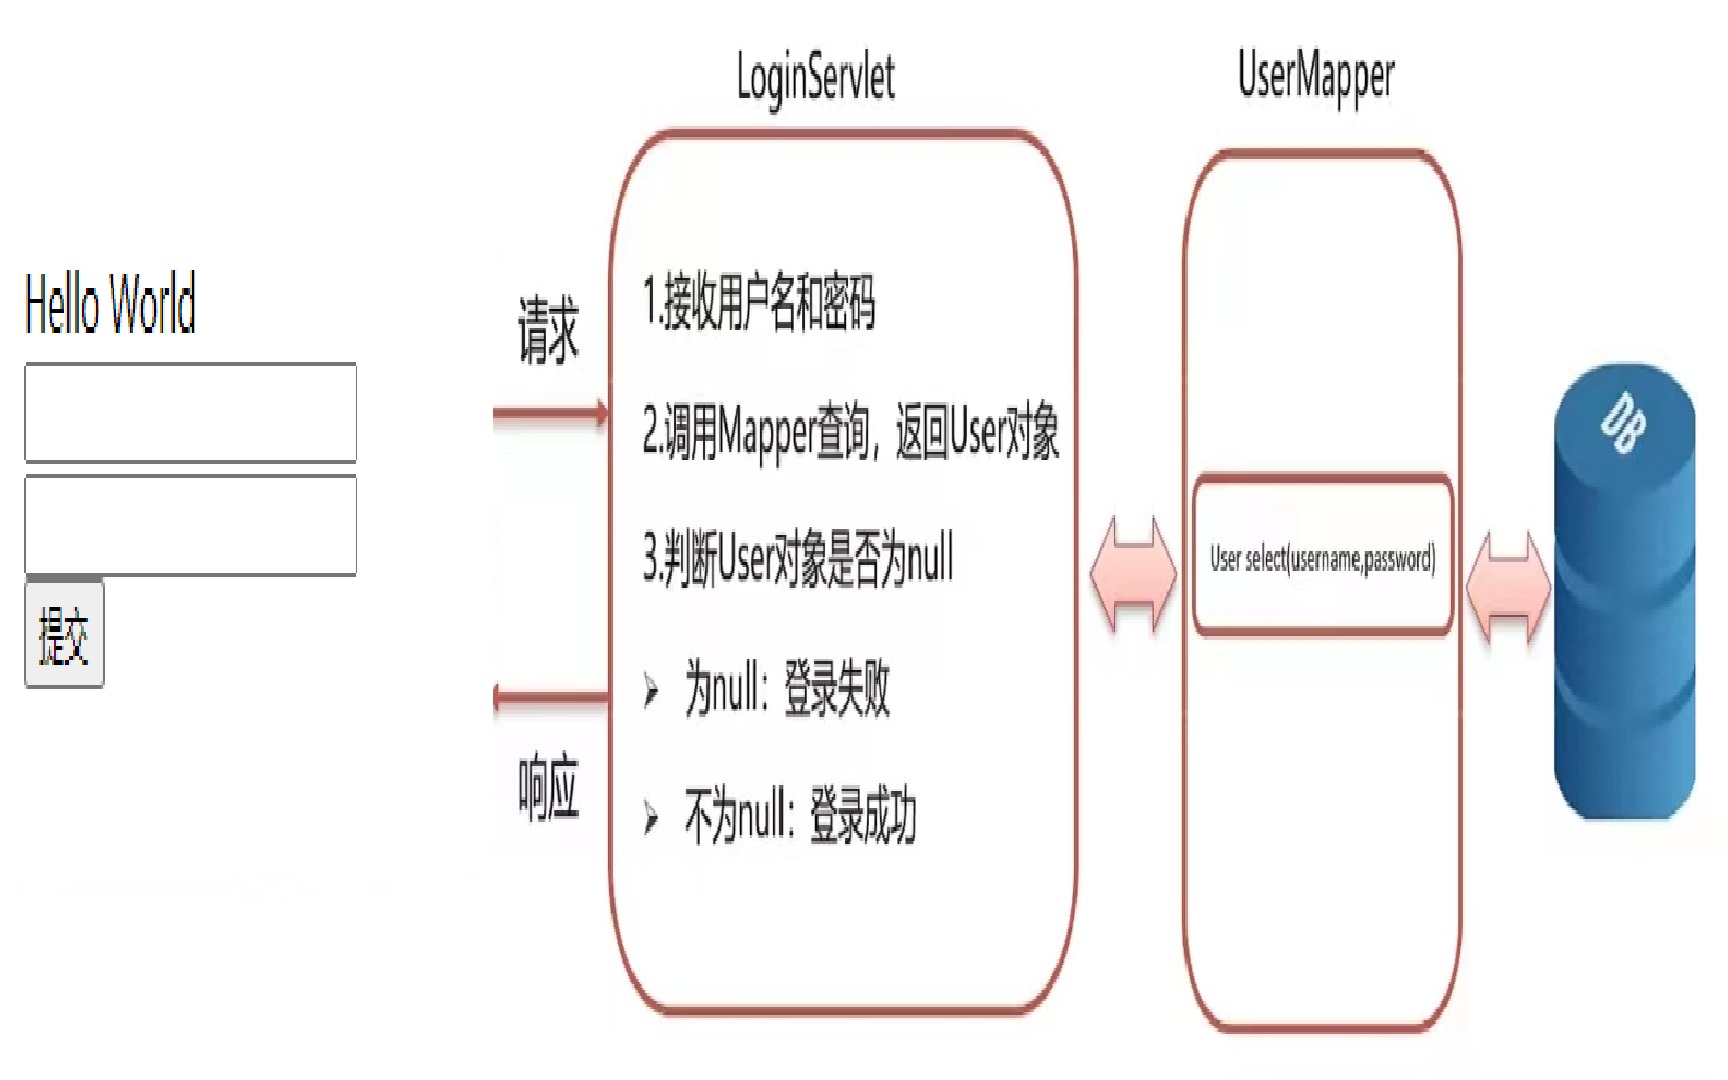 Hello World
提交
请求
响应
LoginServlet
1.接收用户名和密码
2.调用Mapper查询，返回User对象
3.判断User对象是否为null
为null：登录失败
不为null：登录成功
UserMapper
User select(username,password)
DB